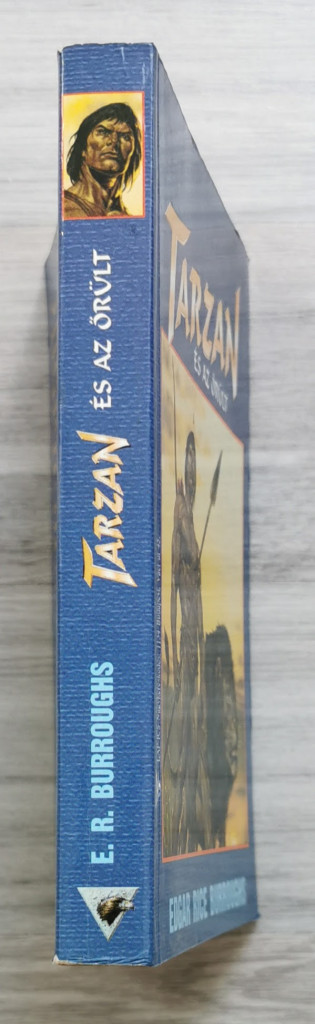 E. R. BURROUGHS TARZAN ÉS AZ ŐRÜLT
TARZAN
ÉS AZ ŐRÜLT
EDGAR RICE BURROUGHS